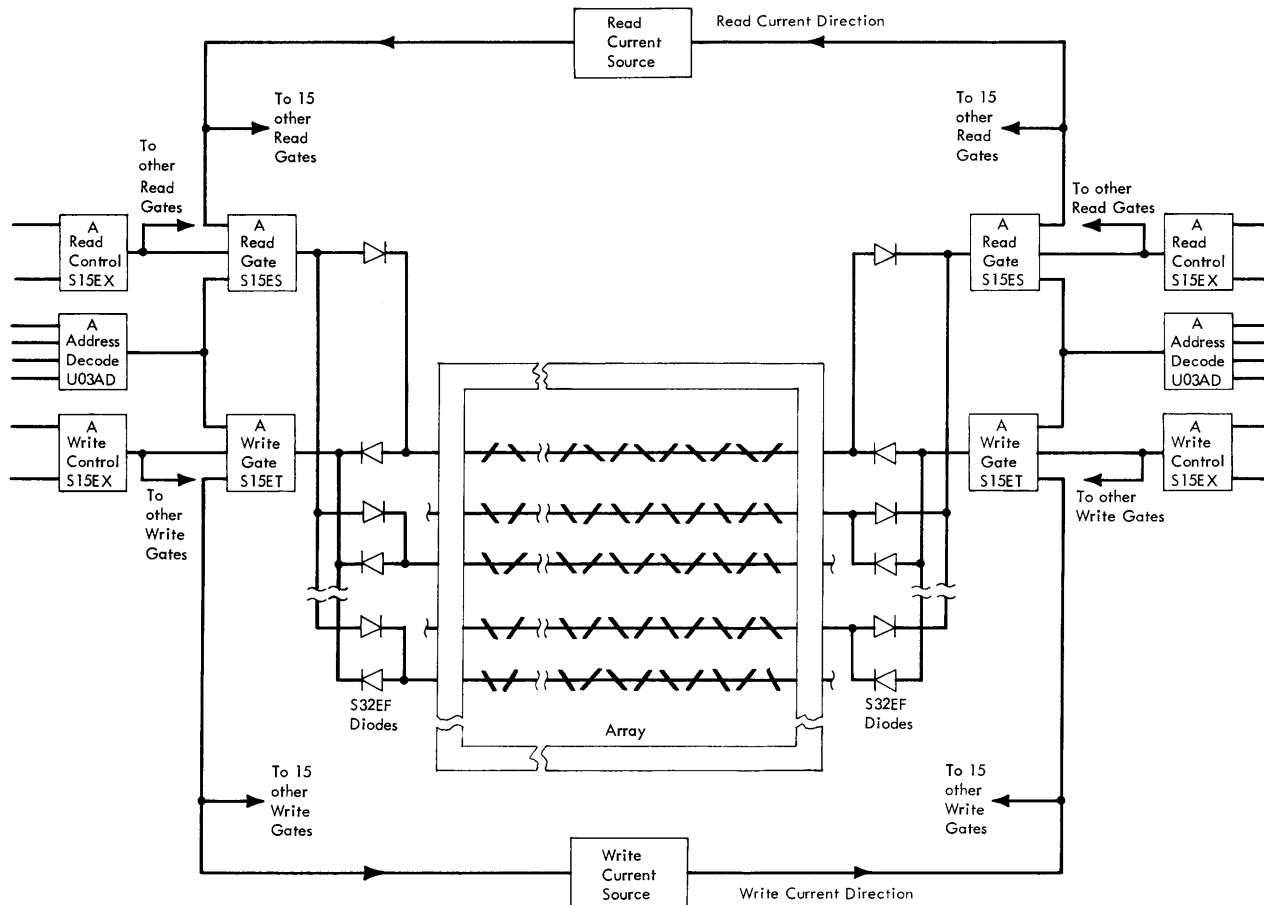 Read
Current
Source
Read Current Direction
To 15
other
Read
Gates
To 15
other
Read
Gates
To
other
Read
Gates
To other
Read Gates
A
Read
Control
S15EX
A
Read
Gate
S15ES
A
Read
Gate
S15ES
A
Read
Control
S15EX
A
Address
Decode
U03AD
A
Address
Decode
U03AD
A
Write
Control
S15EX
A
Write
Gate
S15ET
A
Write
Gate
S15ET
A
Write
Control
S15EX
To
other
Write
Gates
To other
Write Gates
S32EF
Diodes
S32EF
Diodes
Array
To 15
other
Write
Gates
To 15
other
Write
Gates
Write
Current
Source
Write Current Direction